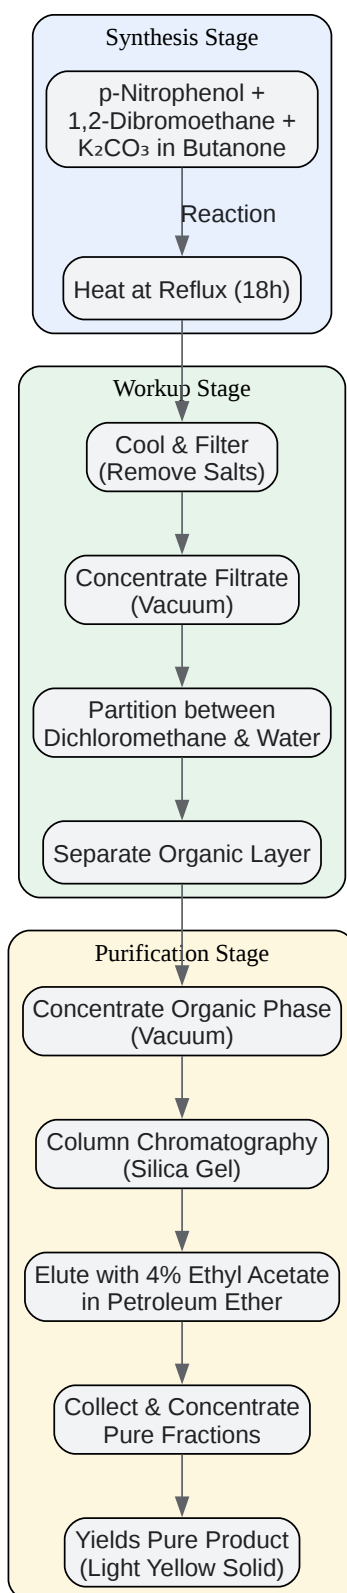 Synthesis Stage
p-Nitrophenol +
1,2-Dibromoethane +
K₂CO₃ in Butanone
Reaction
Heat at Reflux (18h)
Workup Stage
Cool & Filter
(Remove Salts)
Concentrate Filtrate
(Vacuum)
Partition between
Dichloromethane & Water
Separate Organic Layer
Purification Stage
Concentrate Organic Phase
(Vacuum)
Column Chromatography
(Silica Gel)
Elute with 4% Ethyl Acetate
in Petroleum Ether
Collect & Concentrate
Pure Fractions
Yields Pure Product
(Light Yellow Solid)